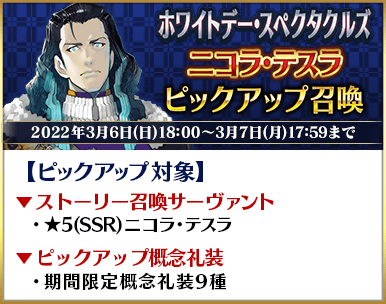 ホワイトデー・スペクタクルズ
ニコラ・テスラ
ピックアップ召喚
2022年3月6日(日)18:00～3月7日(月)17:59まで
【ピックアップ対象】
▼ストーリー召喚サーヴァント
・★5(SSR)ニコラ・テスラ
▼ピックアップ概念礼装
・期間限定概念礼装9種